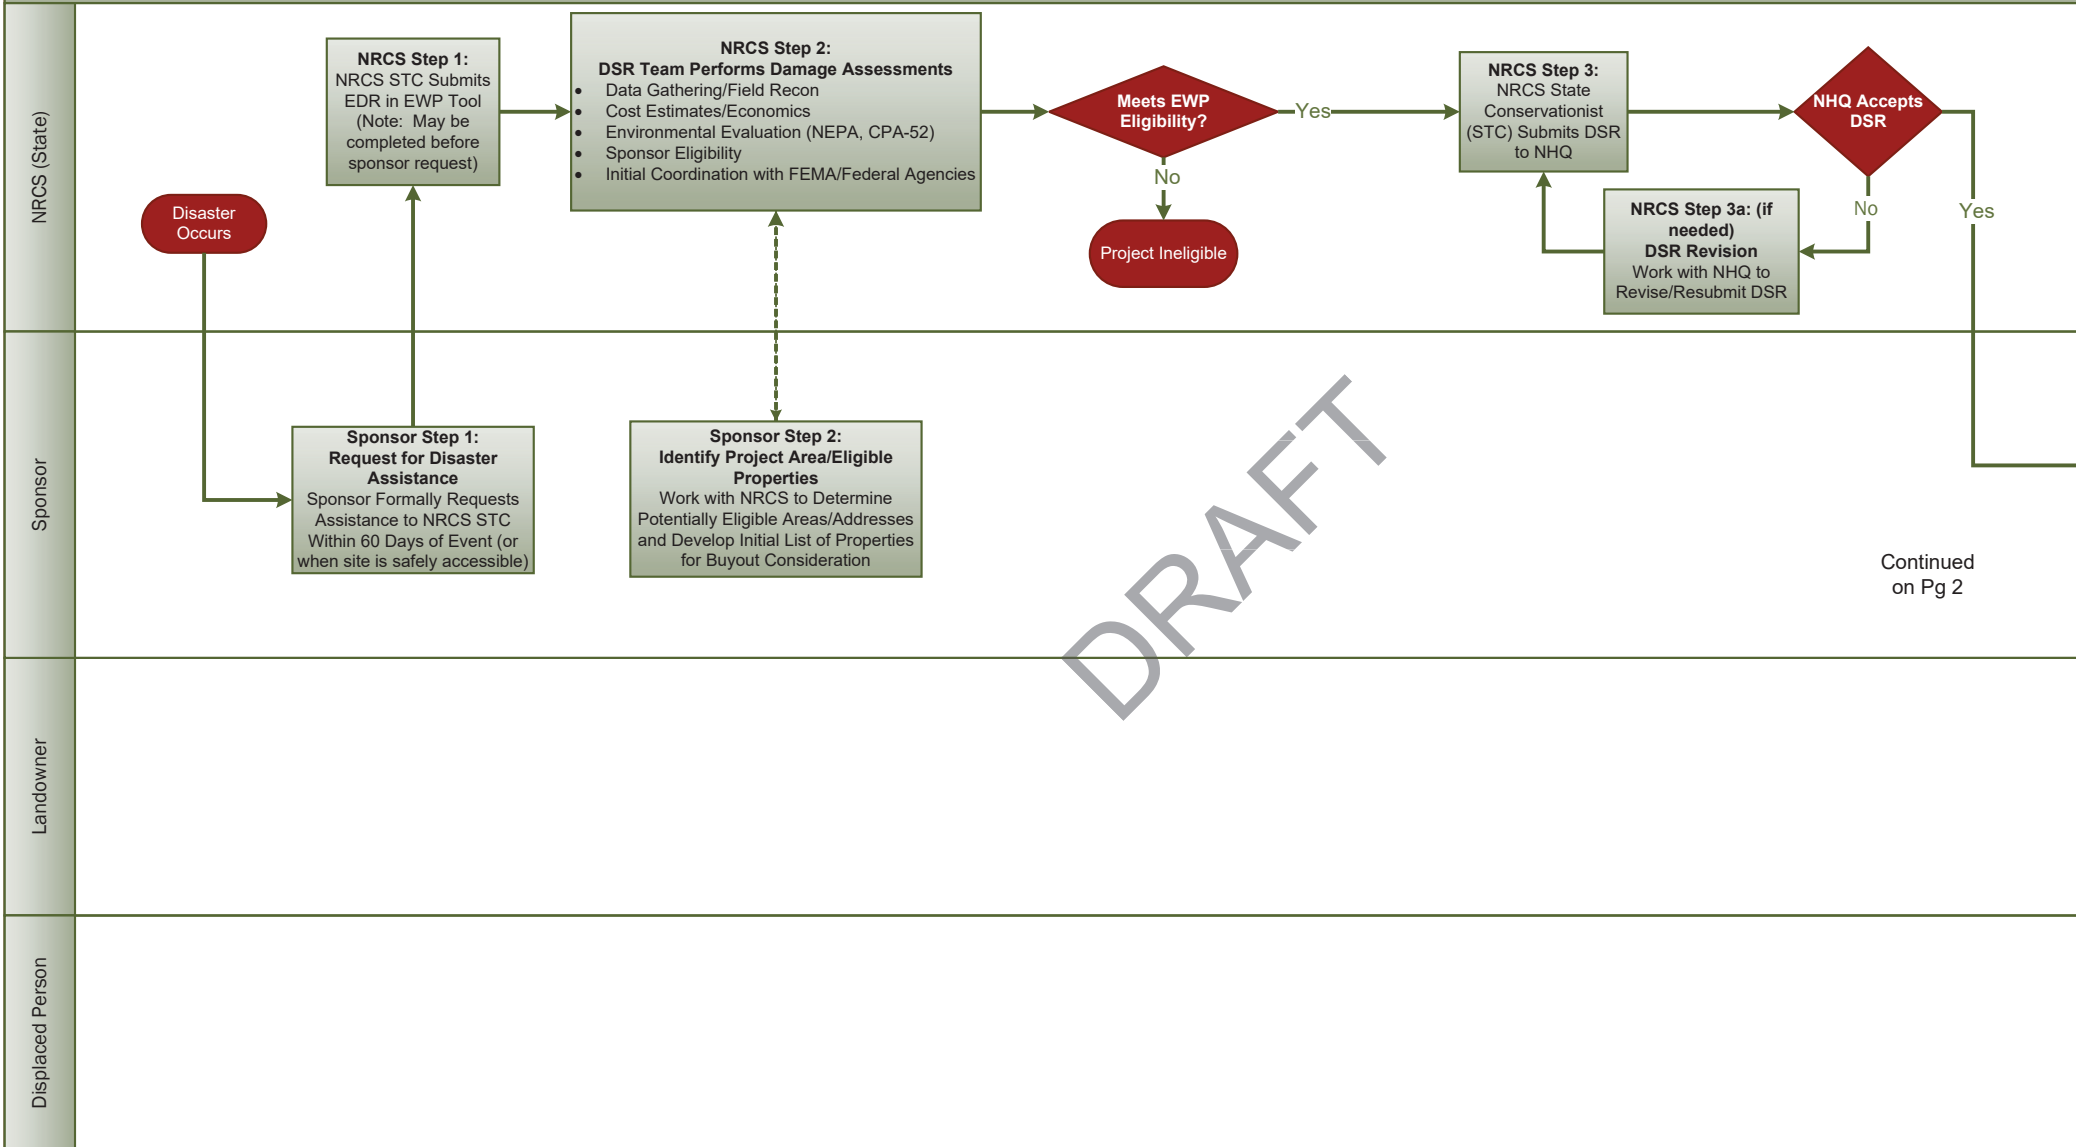 NRCS (State)
Disaster
Occurs
NRCS Step 1:
NRCS STC Submits
EDR in EWP Tool
(Note: May be
completed before
sponsor request)
NRCS Step 2:
DSR Team Performs Damage Assessments
• Data Gathering/Field Recon
• Cost Estimates/Economics
• Environmental Evaluation (NEPA, CPA-52)
• Sponsor Eligibility
• Initial Coordination with FEMA/Federal Agencies
Meets EWP
Eligibility?
Yes
No
Project Ineligible
NRCS Step 3:
NRCS State
Conservationist
(STC) Submits DSR
to NHQ
NHQ Accepts
DSR
No
Yes
NRCS Step 3a: (if
needed)
DSR Revision
Work with NHQ to
Revise/Resubmit DSR
Sponsor
Sponsor Step 1:
Request for Disaster
Assistance
Sponsor Formally Requests
Assistance to NRCS STC
Within 60 Days of Event (or
when site is safely accessible)
Sponsor Step 2:
Identify Project Area/Eligible
Properties
Work with NRCS to Determine
Potentially Eligible Areas/Addresses
and Develop Initial List of Properties
for Buyout Consideration
DRAFT
Continued
on Pg 2
Landowner
Displaced Person